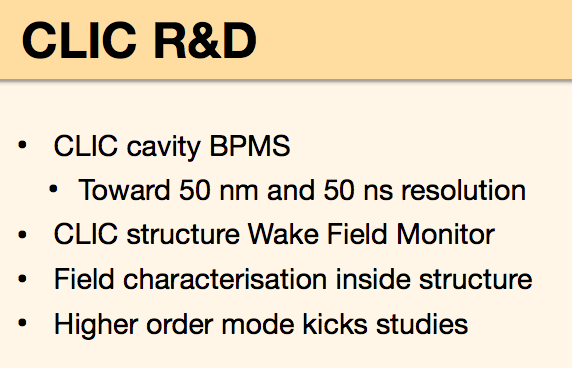 CLIC R&D
• CLIC cavity BPMS
• Toward 50 nm and 50 ns resolution
• CLIC structure Wake Field Monitor
• Field characterisation inside structure
• Higher order mode kicks studies